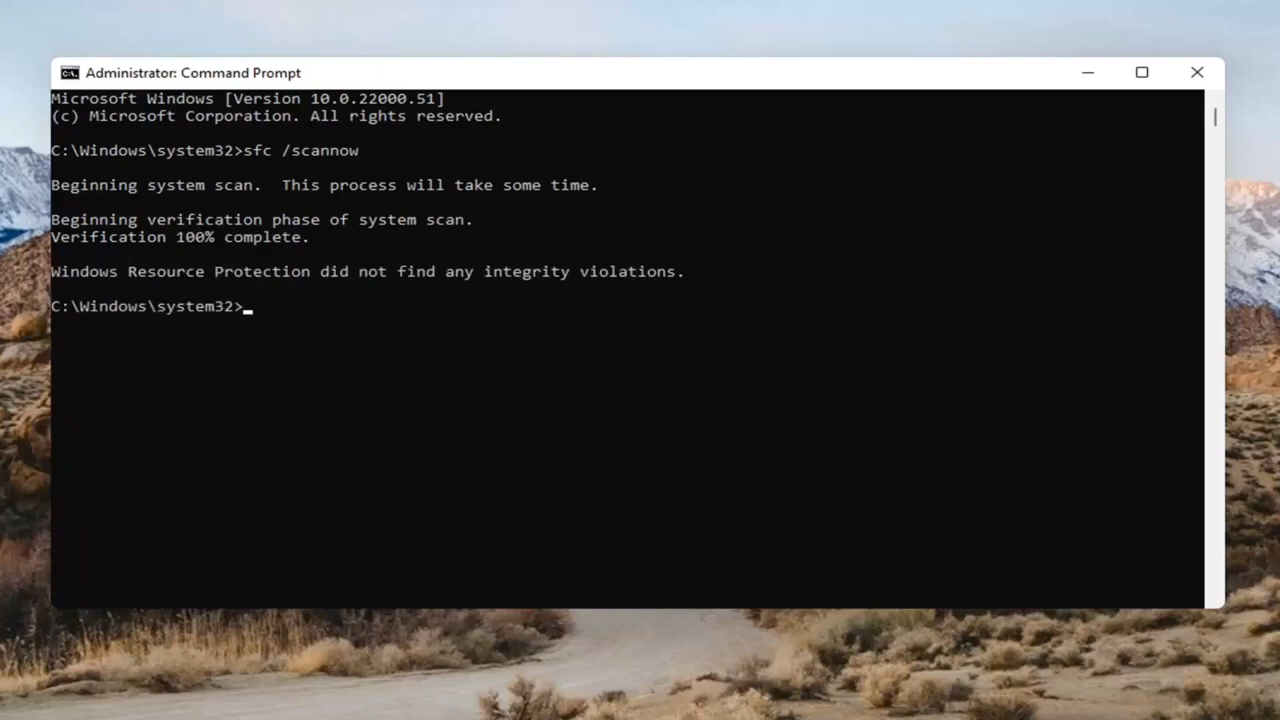 Administrator: Command Prompt
Microsoft Windows [Version 10.0.22000.51]
(c) Microsoft Corporation. All rights reserved.
C:\Windows\system32>sfc /scannow
Beginning system scan.  This process will take some time.
Beginning verification phase of system scan.
Verification 100% complete.
Windows Resource Protection did not find any integrity violations.
C:\Windows\system32>